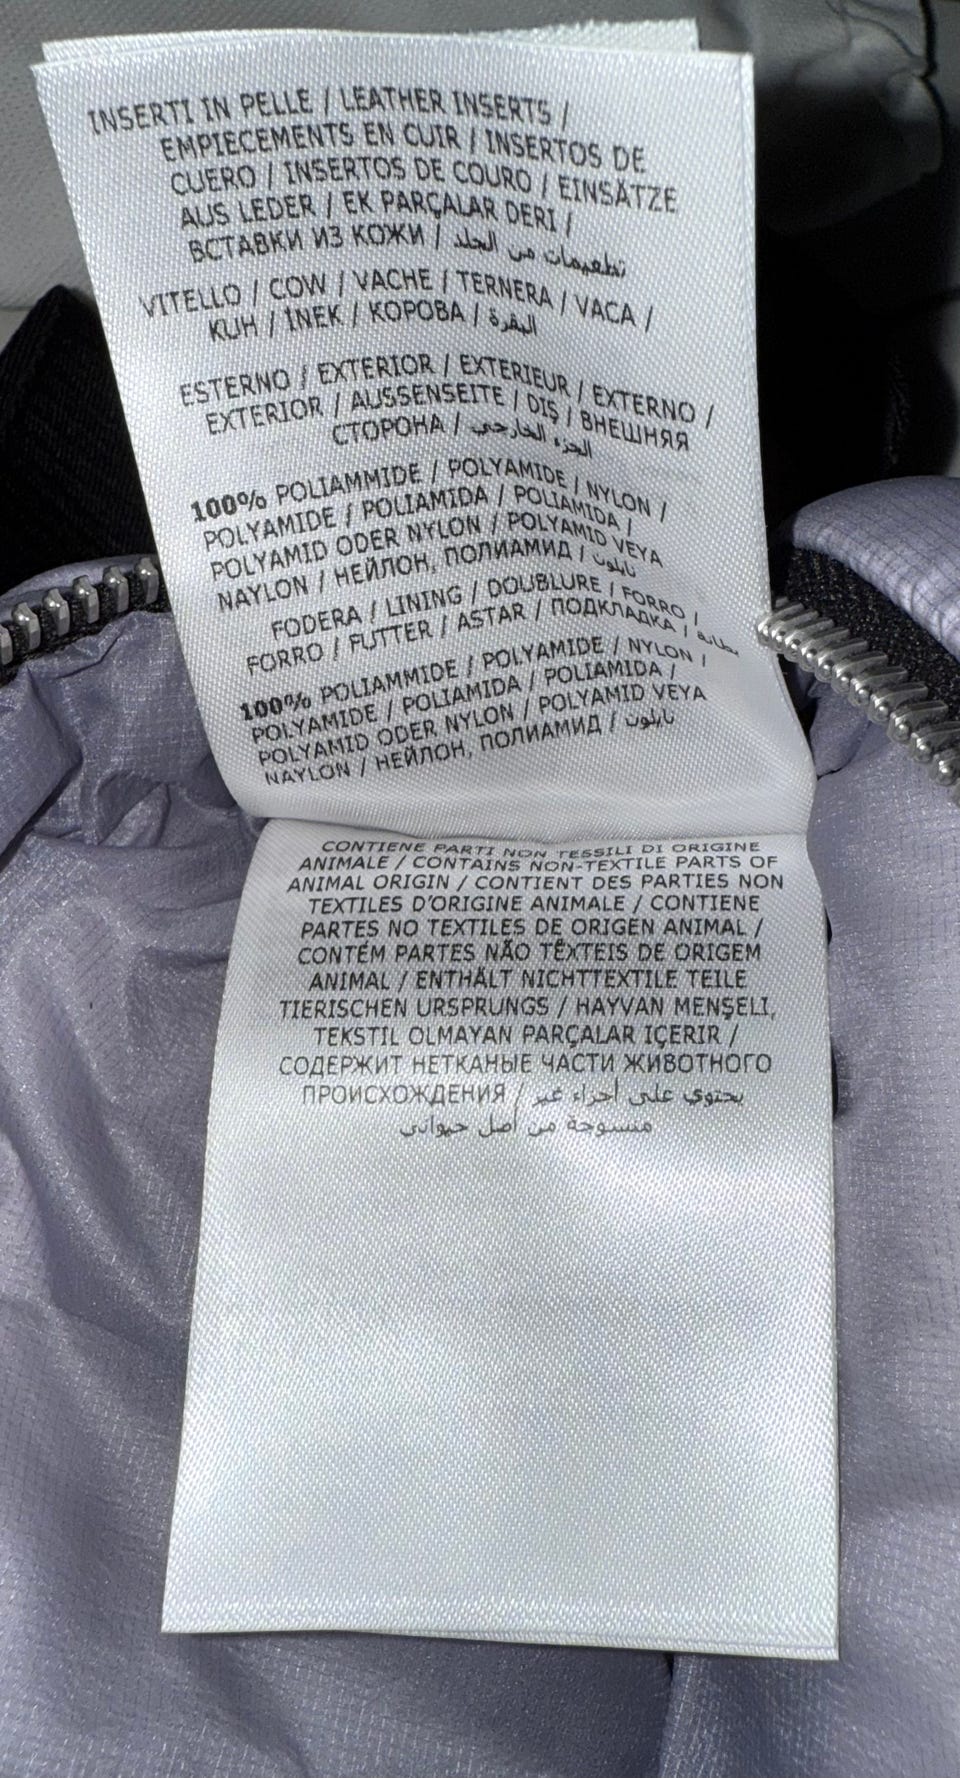 INSERTI IN PELLE / LEATHER INSERTS /
EMPIECEMENTS EN CUIR / INSERTOS DE
CUERO / INSERTOS DE COURO / EINSÄTZE
AUS LEDER / EK PARÇALAR DERI /
ВСТАВКИ ИЗ КОЖИ / تطعيمات من الجلد
VITELLO / COW / VACHE / TERNERA / VACA /
KUH / İNEK / КОРОВА / البقرة
ESTERNO / EXTERIOR / EXTERIEUR / EXTERNO /
EXTERIOR / AUSSENSEITE / DIŞ / ВНЕШНЯЯ
СТОРОНА / الجزء الخارجي
100% POLIAMMIDE / POLYAMIDE / NYLON /
POLYAMIDE / POLIAMIDA / POLIAMIDA /
POLYAMID ODER NYLON / POLYAMID VEYA
NAYLON / НЕЙЛОН, ПОЛИАМИД / نايلون
FODERA / LINING / DOUBLURE / FORRO /
FORRO / FUTTER / ASTAR / ПОДКЛАДКА / بطانة
100% POLIAMMIDE / POLYAMIDE / NYLON /
POLYAMIDE / POLIAMIDA / POLIAMIDA /
POLYAMID ODER NYLON / POLYAMID VEYA
NAYLON / НЕЙЛОН, ПОЛИАМИД / نايلون
CONTIENE PARTI NON TESSILI DI ORIGINE
ANIMALE / CONTAINS NON-TEXTILE PARTS OF
ANIMAL ORIGIN / CONTIENT DES PARTIES NON
TEXTILES D'ORIGINE ANIMALE / CONTIENE
PARTES NO TEXTILES DE ORIGEN ANIMAL /
CONTÉM PARTES NÃO TÊXTEIS DE ORIGEM
ANIMAL / ENTHÄLT NICHTTEXTILE TEILE
TIERISCHEN URSPRUNGS / HAYVAN MENŞELI,
TEKSTIL OLMAYAN PARÇALAR IÇERIR /
СОДЕРЖИТ НЕТКАНЫЕ ЧАСТИ ЖИВОТНОГО
ПРОИСХОЖДЕНИЯ / يحتوي على أجزاء غير
منسوجة من أصل حيواني